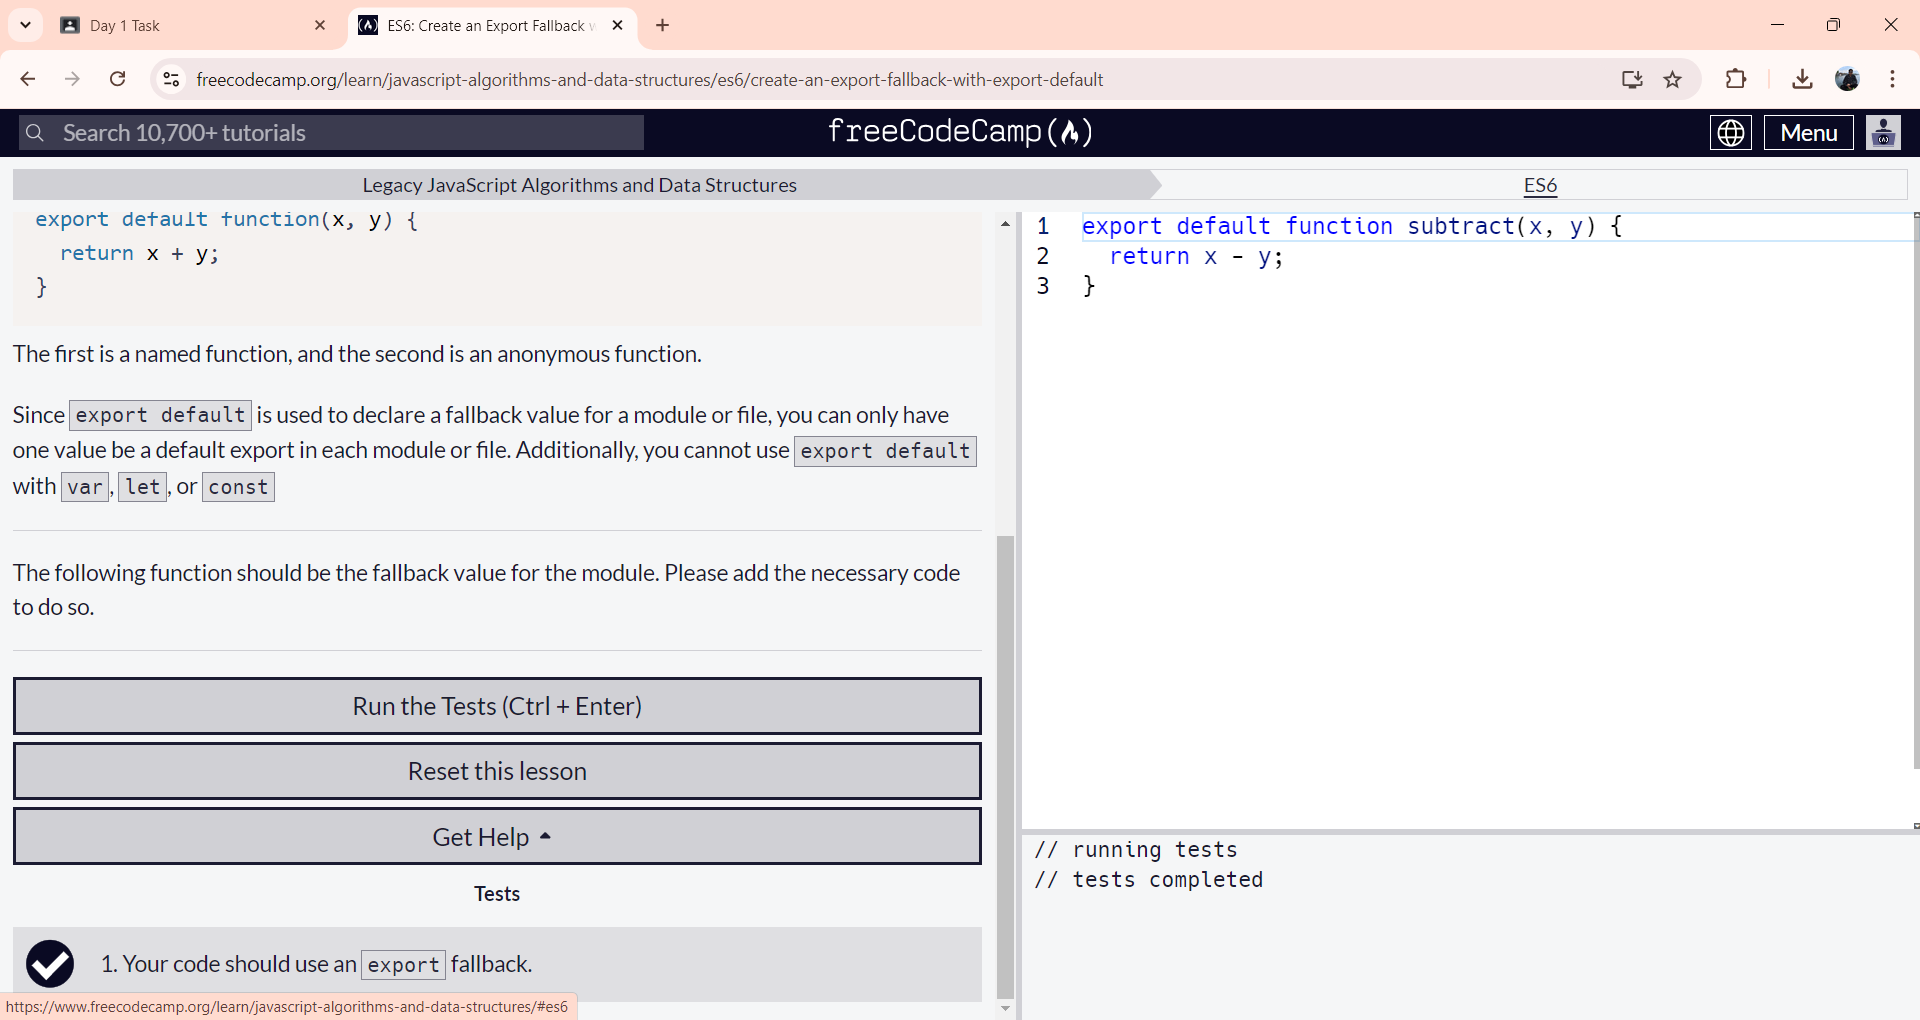 Day 1 Task
ES6: Create an Export Fallback w
freecodecamp.org/learn/javascript-algorithms-and-data-structures/es6/create-an-export-fallback-with-export-default
Search 10,700+ tutorials
freeCodeCamp(
)
Menu
Legacy JavaScript Algorithms and Data Structures
ES6
export default function(x, y) {
return x + y;
}
The first is a named function, and the second is an anonymous function.
Since export default is used to declare a fallback value for a module or file, you can only have
one value be a default export in each module or file. Additionally, you cannot use export default
with var, let, or const
The following function should be the fallback value for the module. Please add the necessary code
to do so.
Run the Tests (Ctrl + Enter)
Reset this lesson
Get Help
Tests
1. Your code should use an export fallback.
https://www.freecodecamp.org/learn/javascript-algorithms-and-data-structures/#es6
1 export default function subtract(x, y) {
2 return x - y;
3 }
// running tests
// tests completed